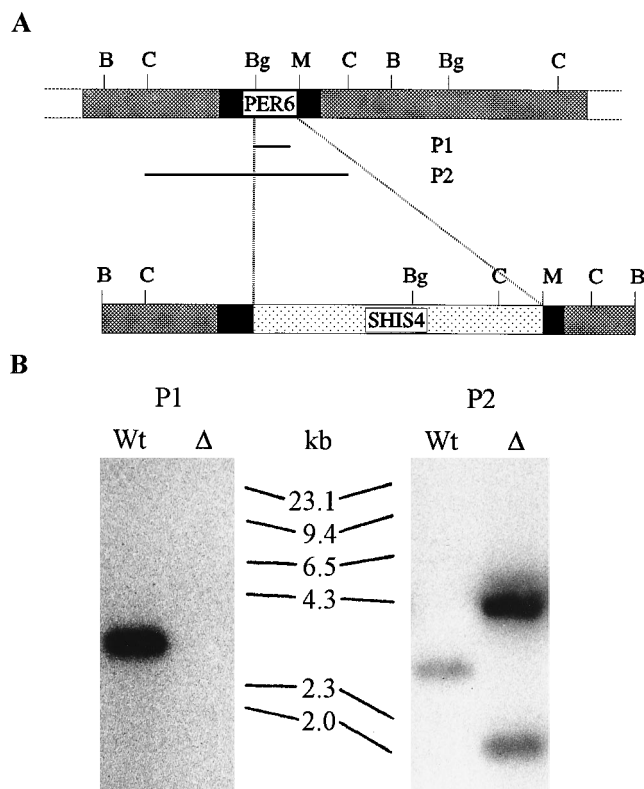 A
B C Bg M C B Bg C
PER6
P1
P2
B C Bg C M C B
SHIS4
B
P1 P2
Wt Δ kb Wt Δ
23.1
9.4
6.5
4.3
2.3
2.0